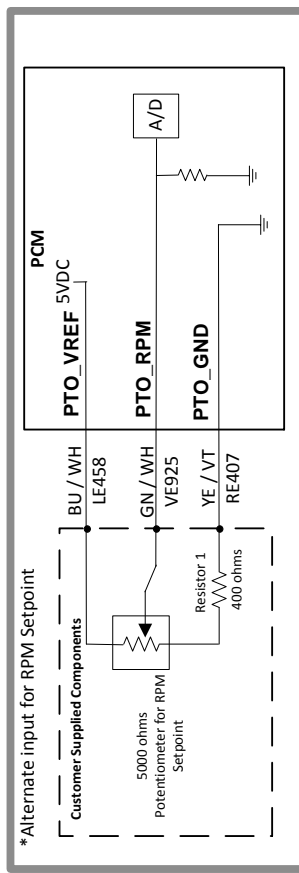 *Alternate input for RPM Setpoint
Customer Supplied Components
5000 ohms
Potentiometer for RPM
Setpoint
Resistor 1
400 ohms
BU / WH
LE458
GN / WH
VE925
YE / VT
RE407
PCM
PTO_VREF
5VDC
PTO_RPM
PTO_GND
A/D